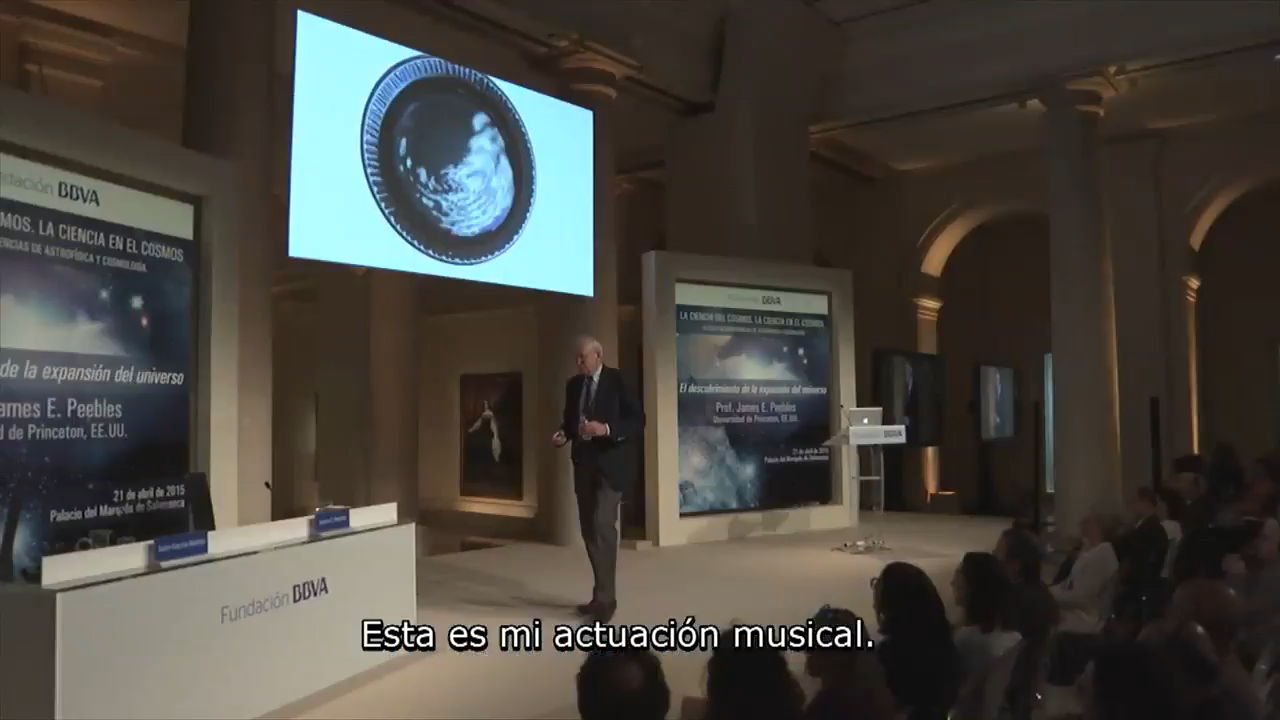 stación BBVA
MOS. LA CIENCIA EN EL COSMOS
ENCIAS DE ASTROFÍSICA Y COSMOLOGÍA
de la expansión del universo
ames E. Peebles
d de Princeton, EE.UU.
21 de abril de 2015
Palacio del Marqués de Salamanca
Fundación BBVA
BBVA
LA CIENCIA DEL COSMOS. LA CIENCIA EN EL COSMOS
El descubrimiento de la expansión del universo
Prof. James E. Peebles
Universidad de Princeton, EE.UU.
21 de abril de 2015
Palacio del Marqués de Salamanca
BBVA
Esta es mi actuación musical.